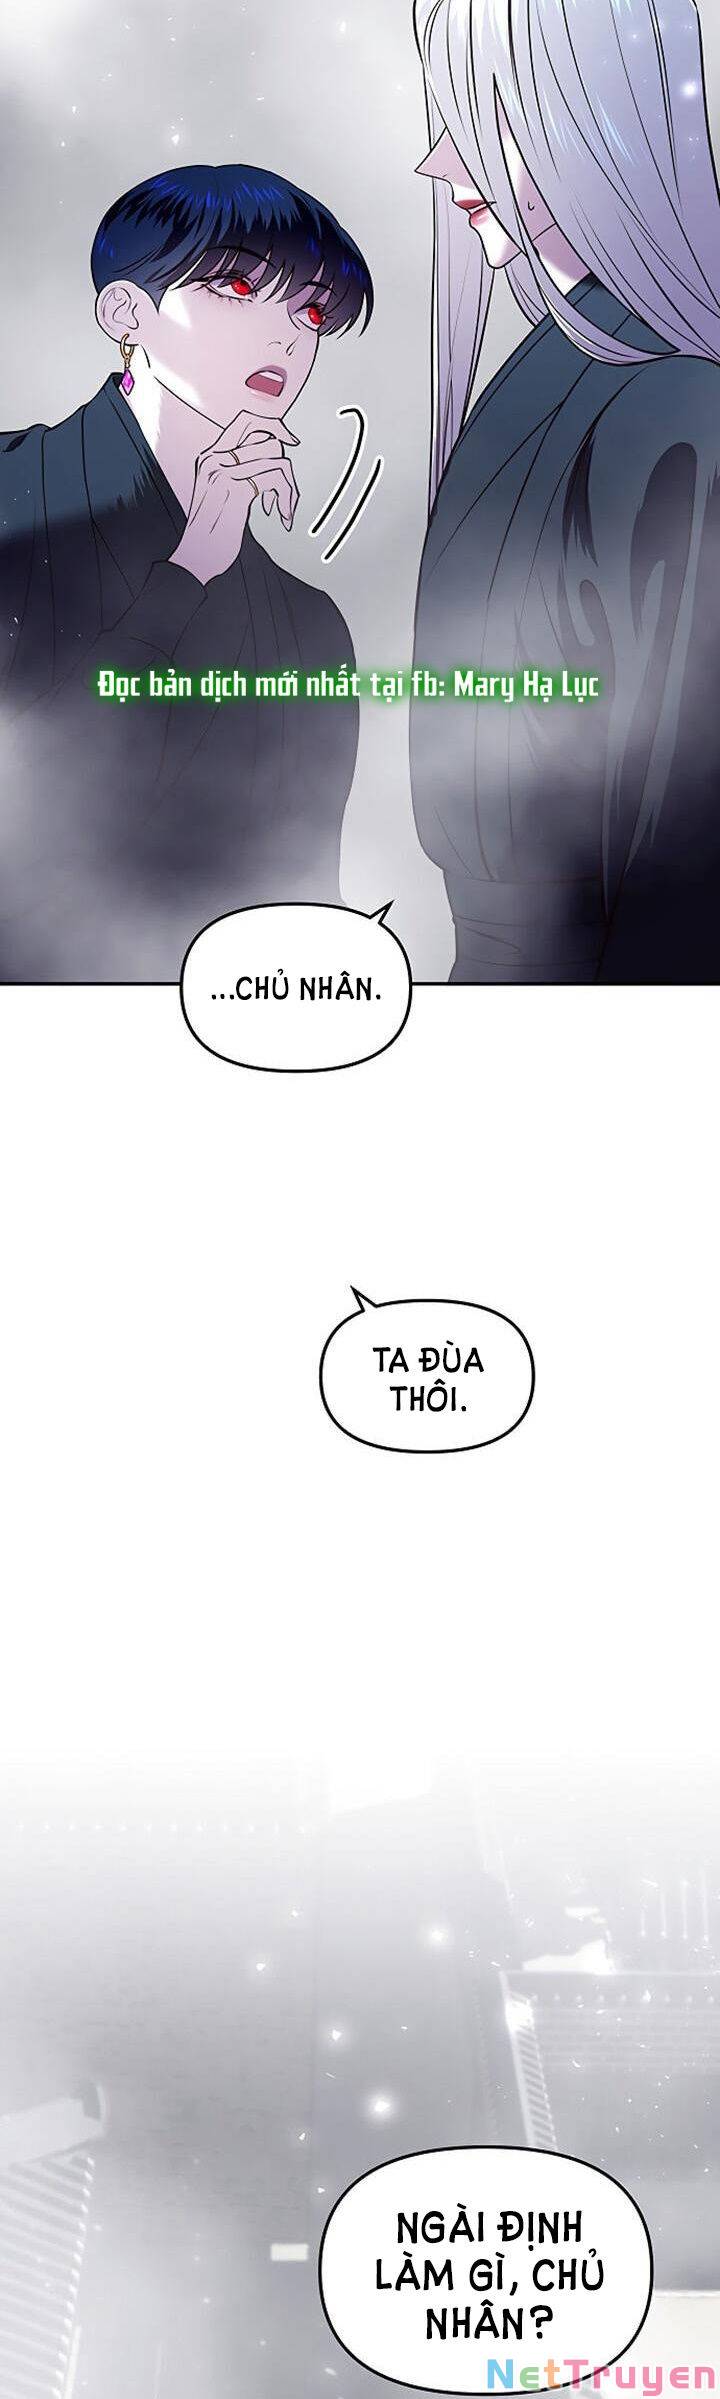 Đọc bản dịch mới nhất tại fb: Mary Hạ Lục
...CHỦ NHÂN.
TA ĐÙA
THÔI.
NGÀI ĐỊNH
LÀM GÌ, CHỦ
NHÂN?
NetTruyen